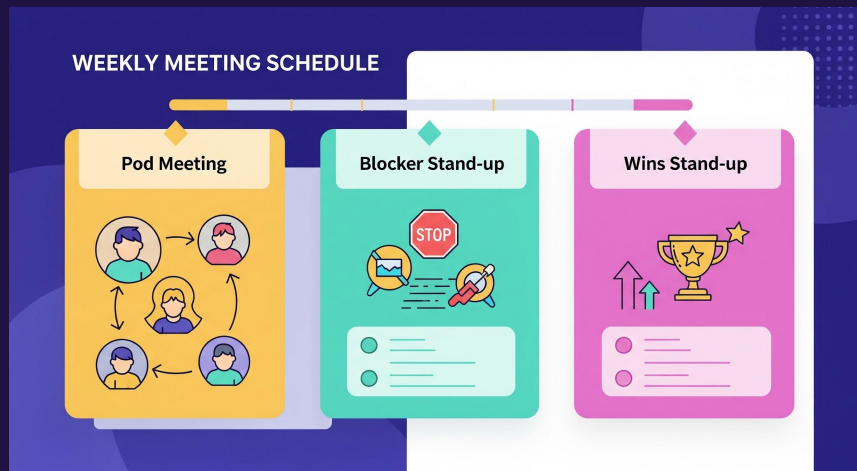 WEEKLY MEETING SCHEDULE
Pod Meeting
Blocker Stand-up
Wins Stand-up
STOP